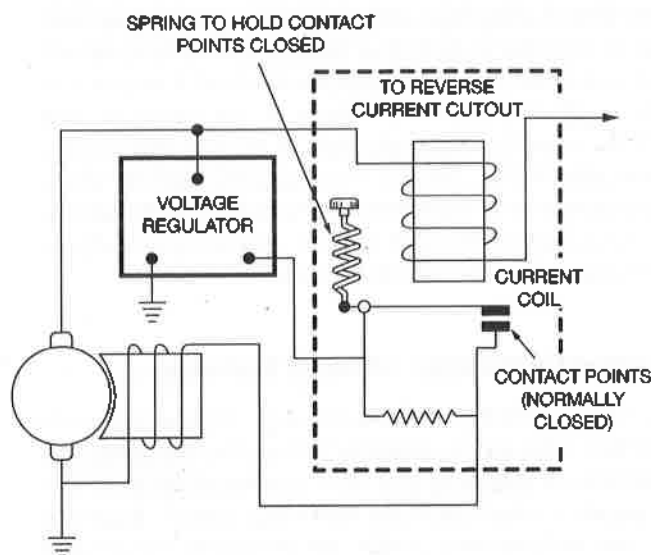 SPRING TO HOLD CONTACT
POINTS CLOSED
TO REVERSE
CURRENT CUTOUT
VOLTAGE
REGULATOR
CURRENT
COIL
CONTACT POINTS
(NORMALLY
CLOSED)